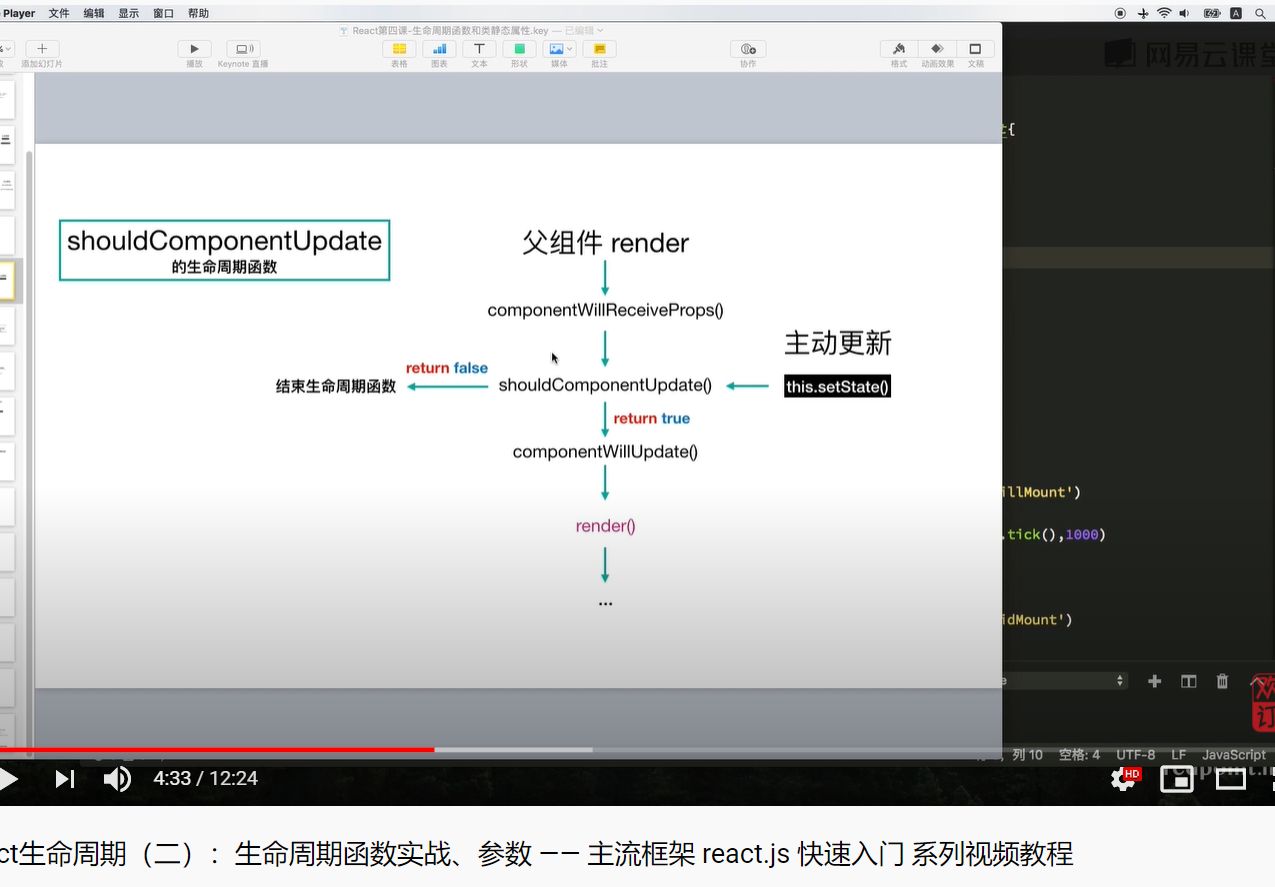 Player 文件 编辑 显示 窗口 帮助
React第四课-生命周期函数和类静态属性.key — 已编辑
添加幻灯片 播放 Keynote 直播 表格 图表 文本 形状 媒体 批注 协作 格式 动画效果 文稿
网易云课堂
{
shouldComponentUpdate
的生命周期函数
父组件 render
componentWillReceiveProps()
主动更新
return false
结束生命周期函数
shouldComponentUpdate()
this.setState()
return true
componentWillUpdate()
illMount')
render()
.tick(),1000)
...
idMount')
欢
订
列 10 空格: 4 UTF-8 LF JavaScript
4:33 / 12:24
HD
ct生命周期（二）：生命周期函数实战、参数 —— 主流框架 react.js 快速入门 系列视频教程